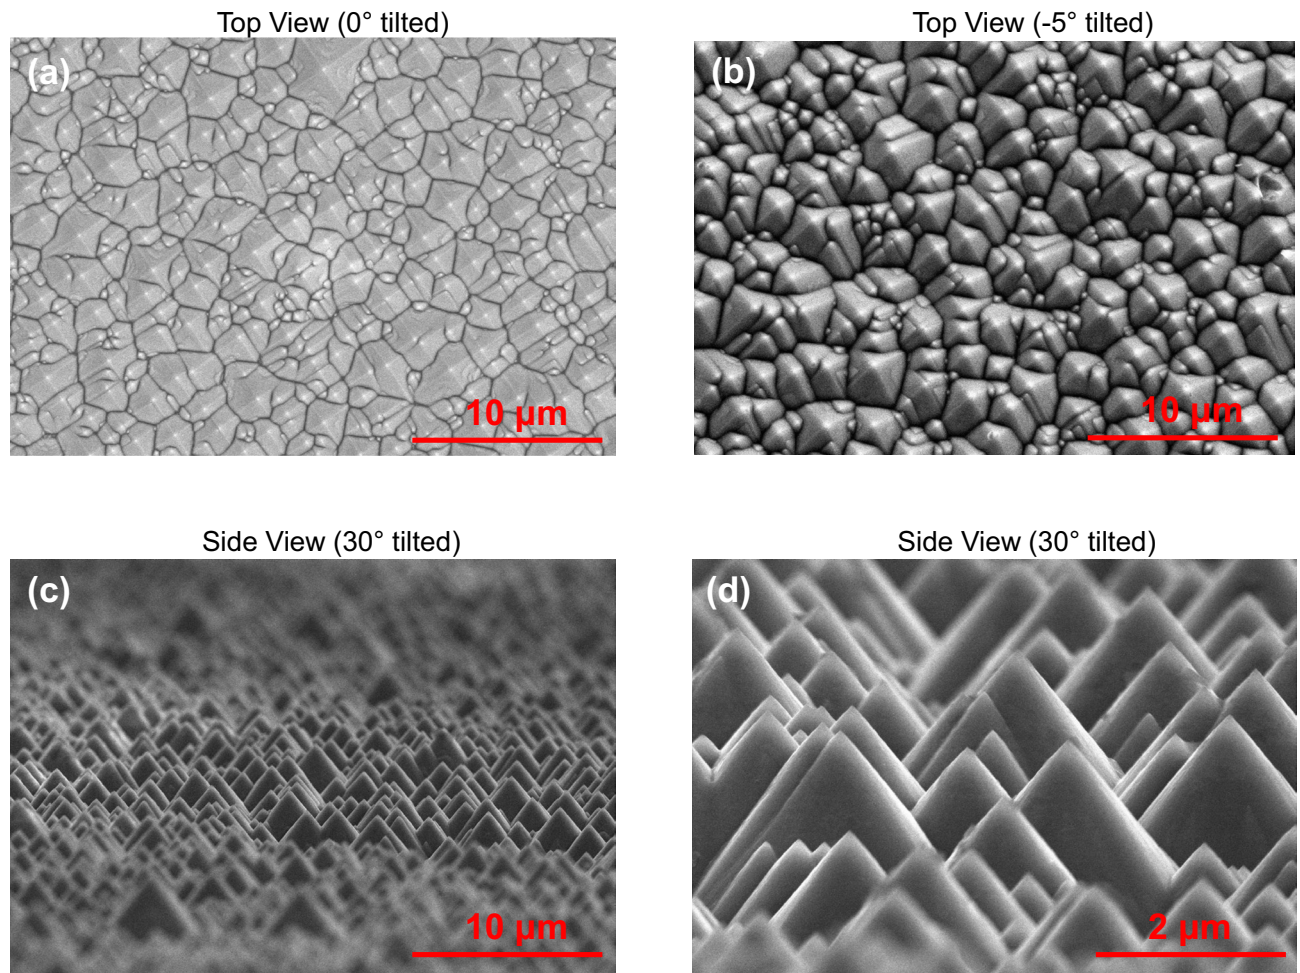 Top View (0° tilted)
Top View (-5° tilted)
(a)
(b)
10 µm
10 µm
Side View (30° tilted)
Side View (30° tilted)
(c)
(d)
10 µm
2 µm